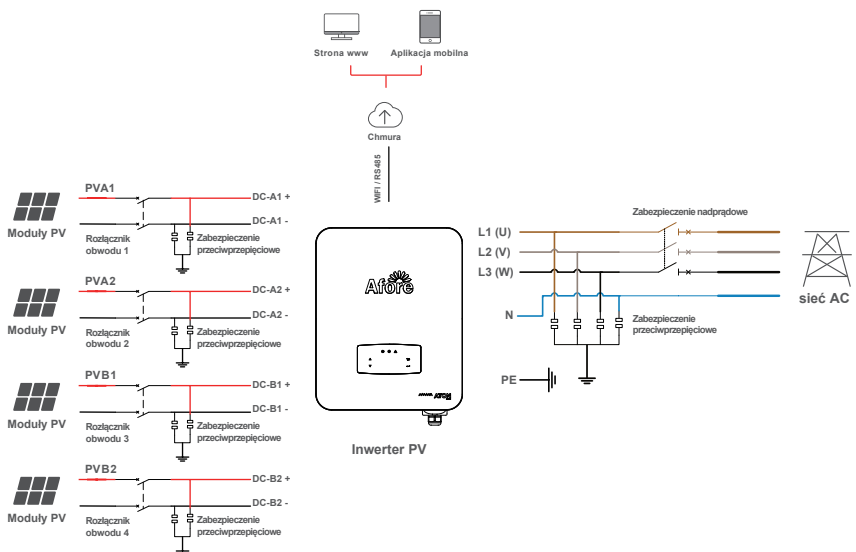 Strona www
Aplikacja mobilna
Chmura
WIFI / RS485
PVA1
DC-A1 +
DC-A1 -
Moduły PV
Rozłącznik
obwodu 1
Zabezpieczenie
przeciwprzepięciowe
PVA2
DC-A2 +
DC-A2 -
Moduły PV
Rozłącznik
obwodu 2
Zabezpieczenie
przeciwprzepięciowe
PVB1
DC-B1 +
DC-B1 -
Moduły PV
Rozłącznik
obwodu 3
Zabezpieczenie
przeciwprzepięciowe
PVB2
DC-B2 +
DC-B2 -
Moduły PV
Rozłącznik
obwodu 4
Zabezpieczenie
przeciwprzepięciowe
Afore
Inwerter PV
Zabezpieczenie nadprądowe
L1 (U)
L2 (V)
L3 (W)
N
Zabezpieczenie
przeciwprzepięciowe
PE
sieć AC